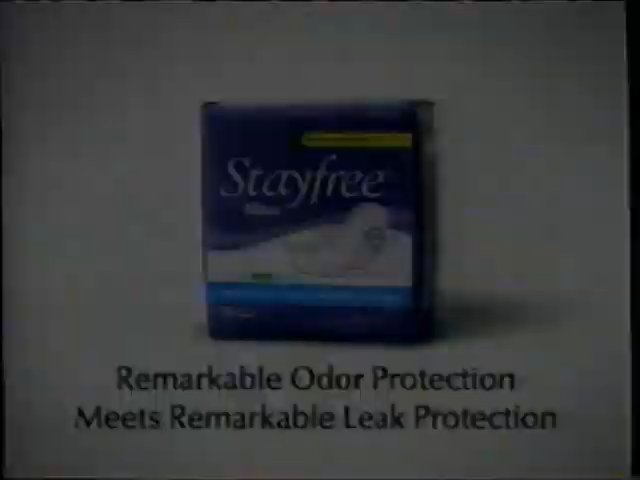 Stayfree
Remarkable Odor Protection
Meets Remarkable Leak Protection